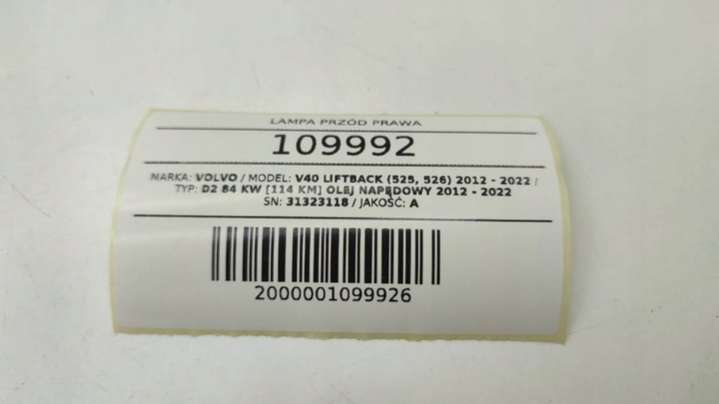 LAMPA PRZÓD PRAWA
109992
MARKA: VOLVO / MODEL: V40 LIFTBACK (525, 526) 2012 - 2022 /
TYP: D2 84 KW [114 KM] OLEJ NAPĘDOWY 2012 - 2022
SN: 31323118 / JAKOŚĆ: A
2000001099926